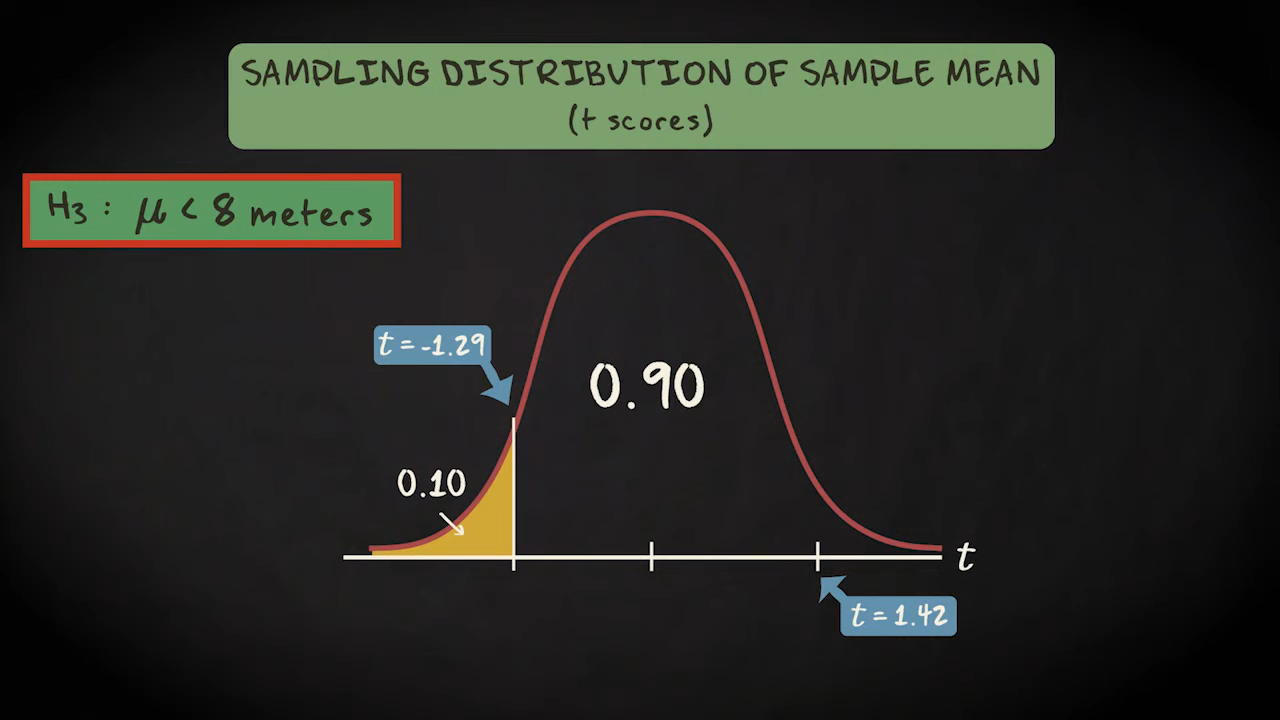 SAMPLING DISTRIBUTION OF SAMPLE MEAN
(t scores)
H₃ : μ < 8 meters
t = -1.29
0.90
0.10
t
t = 1.42